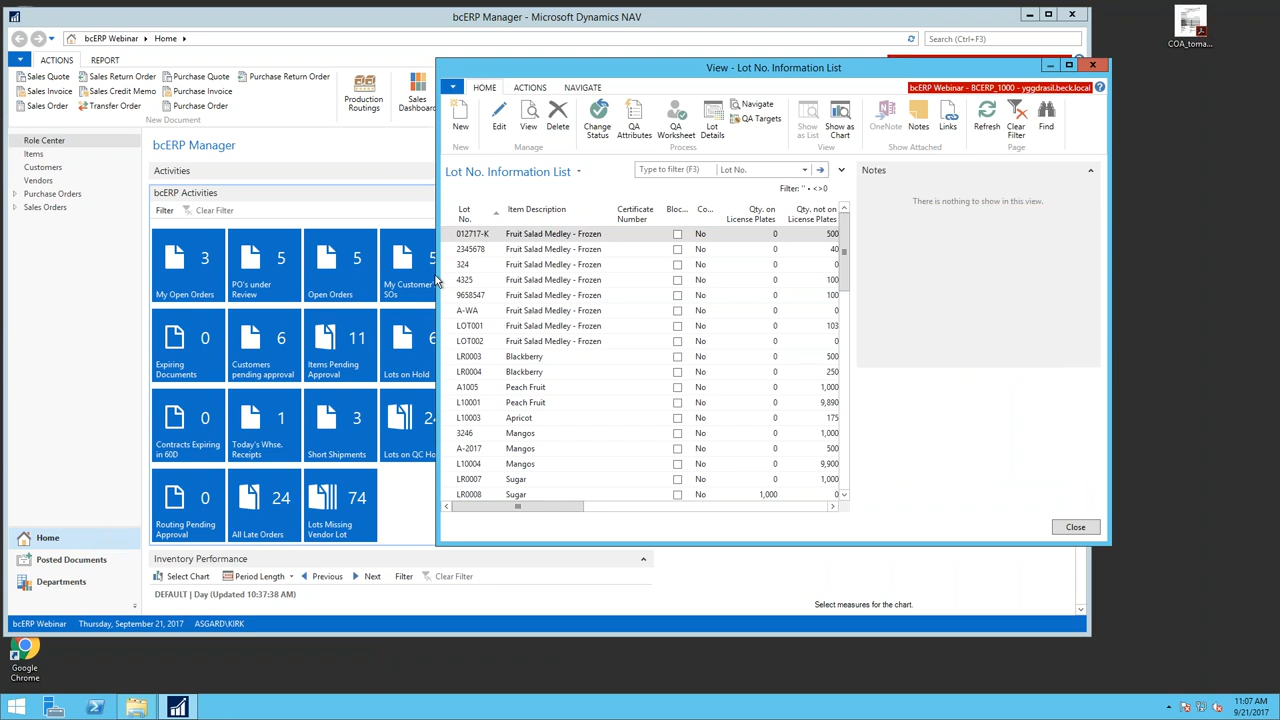 bcERP Manager - Microsoft Dynamics NAV
bcERP Webinar
Home
Search (Ctrl+F3)
ACTIONS
REPORT
Sales Quote
Sales Return Order
Purchase Quote
Purchase Return Order
Sales Invoice
Sales Credit Memo
Purchase Invoice
Sales Order
Transfer Order
Purchase Order
New Document
Production Routings
Sales Dashboar
Role Center
Items
Customers
Vendors
Purchase Orders
Sales Orders
Home
Posted Documents
Departments
bcERP Manager
Activities
bcERP Activities
Filter
Clear Filter
3
My Open Orders
5
PO's under Review
5
Open Orders
5
My Customer' SOs
0
Expiring Documents
6
Customers pending approval
11
Items Pending Approval
Lots on Hold
0
Contracts Expiring in 60D
1
Today's Whse. Receipts
3
Short Shipments
Lots on QC Ho
0
Routing Pending Approval
24
All Late Orders
74
Lots Missing Vendor Lot
Inventory Performance
Select Chart
Period Length
Previous
Next
Filter
Clear Filter
DEFAULT | Day (Updated 10:37:38 AM)
Select measures for the chart.
bcERP Webinar
Thursday, September 21, 2017
ASGARD\KIRK
View - Lot No. Information List
HOME
ACTIONS
NAVIGATE
bcERP Webinar - BCERP_1000 - yggdrasil.beck.local
New
Edit
View
Delete
Change Status
QA Attributes
QA Worksheet
Lot Details
Navigate
QA Targets
Show as List
Show as Chart
OneNote
Notes
Links
Refresh
Clear Filter
Find
New
Manage
Process
View
Show Attached
Page
Lot No. Information List
Type to filter (F3)
Lot No.
Filter: '' • <>0
Lot No.
Item Description
Certificate Number
Bloc...
Co...
Qty. on License Plates
Qty. not on License Plates
012717-K Fruit Salad Medley - Frozen No 0 500
2345678 Fruit Salad Medley - Frozen No 0 40
324 Fruit Salad Medley - Frozen No 0 0
4325 Fruit Salad Medley - Frozen No 0 100
9658547 Fruit Salad Medley - Frozen No 0 100
A-WA Fruit Salad Medley - Frozen No 0 0
LOT001 Fruit Salad Medley - Frozen No 0 103
LOT002 Fruit Salad Medley - Frozen No 0 0
LR0003 Blackberry No 0 500
LR0004 Blackberry No 0 250
A1005 Peach Fruit No 0 1,000
L10001 Peach Fruit No 0 9,890
L10003 Apricot No 0 175
3246 Mangos No 0 1,000
A-2017 Mangos No 0 500
L10004 Mangos No 0 9,900
LR0007 Sugar No 0 1,000
LR0008 Sugar No 1,000 0
Notes
There is nothing to show in this view.
Close
COA_toma...
Google Chrome
11:07 AM
9/21/2017